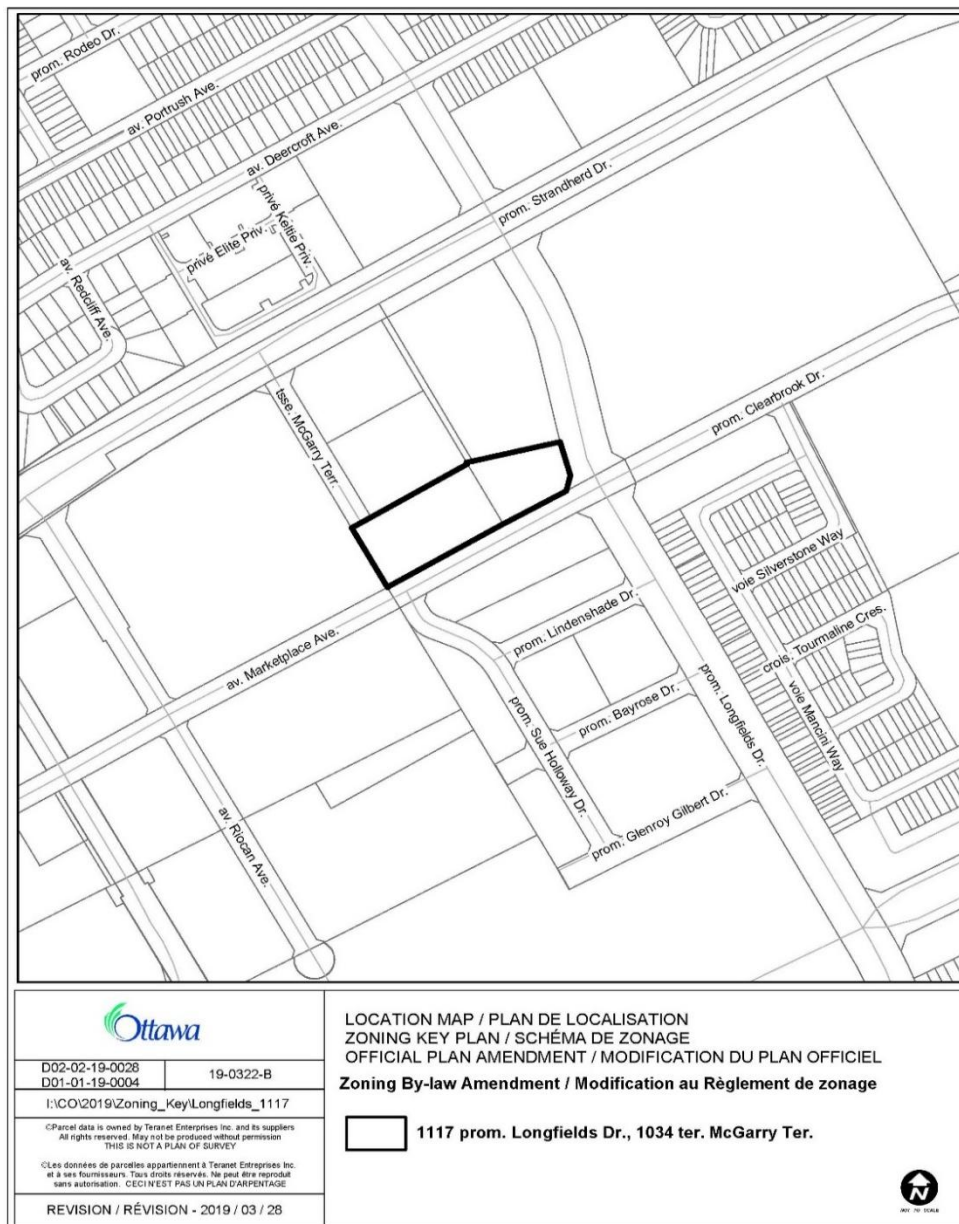 prom. Rodeo Dr.
av. Portrush Ave.
av. Deercroft Ave.
privé Keltie Priv.
privé Elite Priv.
prom. Strandherd Dr.
av. Redcliff Ave.
tsse. McGarry Terr.
prom. Clearbrook Dr.
voie Silverstone Way
prom. Lindenshade Dr.
crois. Tourmaline Cres.
av. Marketplace Ave.
prom. Bayrose Dr.
prom. Longfields Dr.
voie Mancini Way
prom. Sue Holloway Dr.
prom. Glenroy Gilbert Dr.
av. Riocan Ave.
Ottawa
D02-02-19-0028
D01-01-19-0004
19-0322-B
I:\CO\2019\Zoning_Key\Longfields_1117
©Parcel data is owned by Teranet Enterprises Inc. and its suppliers
All rights reserved. May not be produced without permission
THIS IS NOT A PLAN OF SURVEY
©Les données de parcelles appartiennent à Teranet Entreprises Inc.
et à ses fournisseurs. Tous droits réservés. Ne peut être reproduit
sans autorisation. CECI N'EST PAS UN PLAN D'ARPENTAGE
REVISION / RÉVISION - 2019 / 03 / 28
LOCATION MAP / PLAN DE LOCALISATION
ZONING KEY PLAN / SCHÉMA DE ZONAGE
OFFICIAL PLAN AMENDMENT / MODIFICATION DU PLAN OFFICIEL
Zoning By-law Amendment / Modification au Règlement de zonage
1117 prom. Longfields Dr., 1034 ter. McGarry Ter.
N
NOT TO SCALE